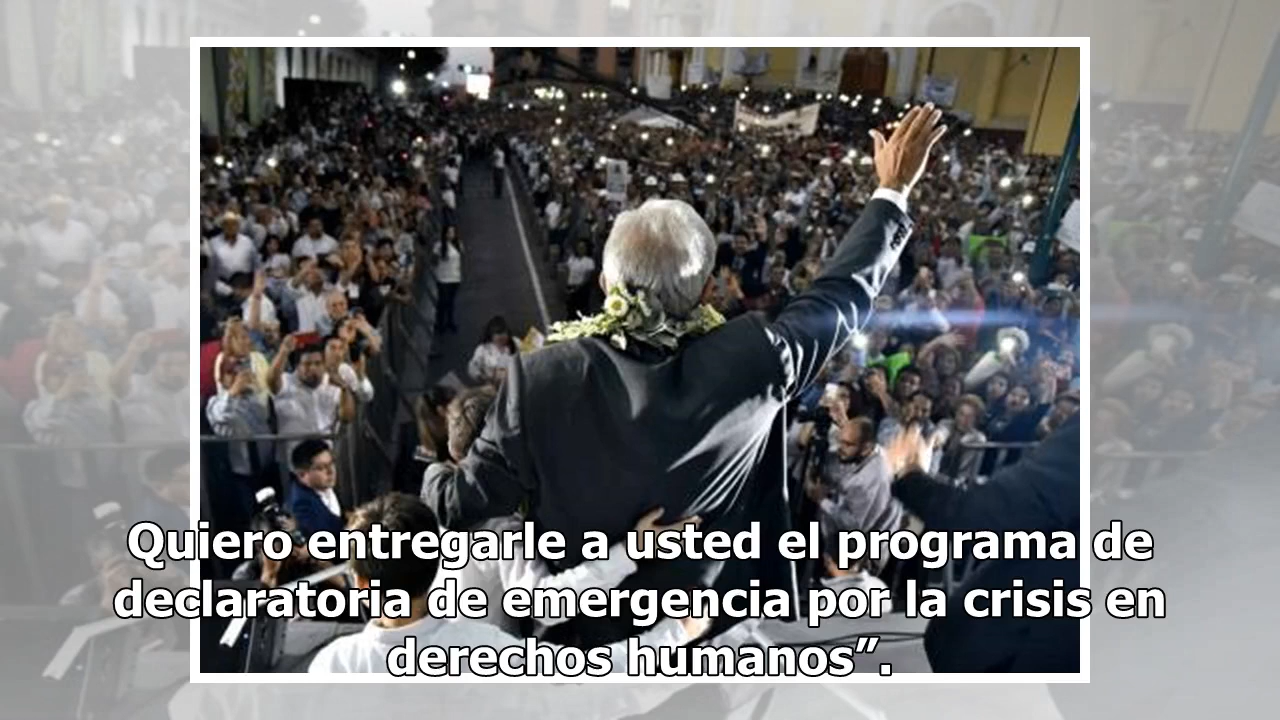 Quiero entregarle a usted el programa de
declaratoria de emergencia por la crisis en
derechos humanos”.